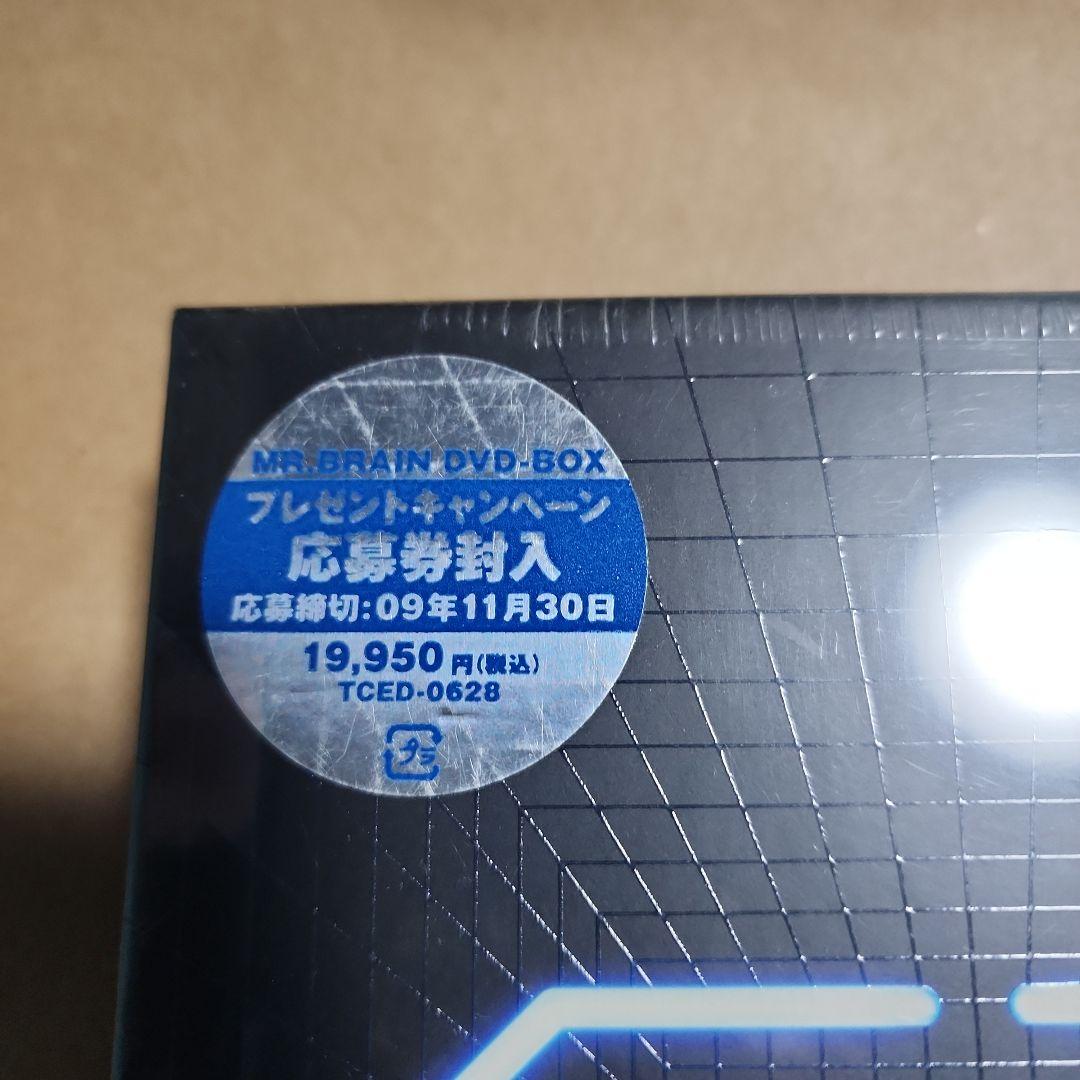 MR.BRAIN DVD-BOX
プレゼントキャンペーン
応募券封入
応募締切:09年11月30日
19,950円(税込)
TCED-0628
プラ